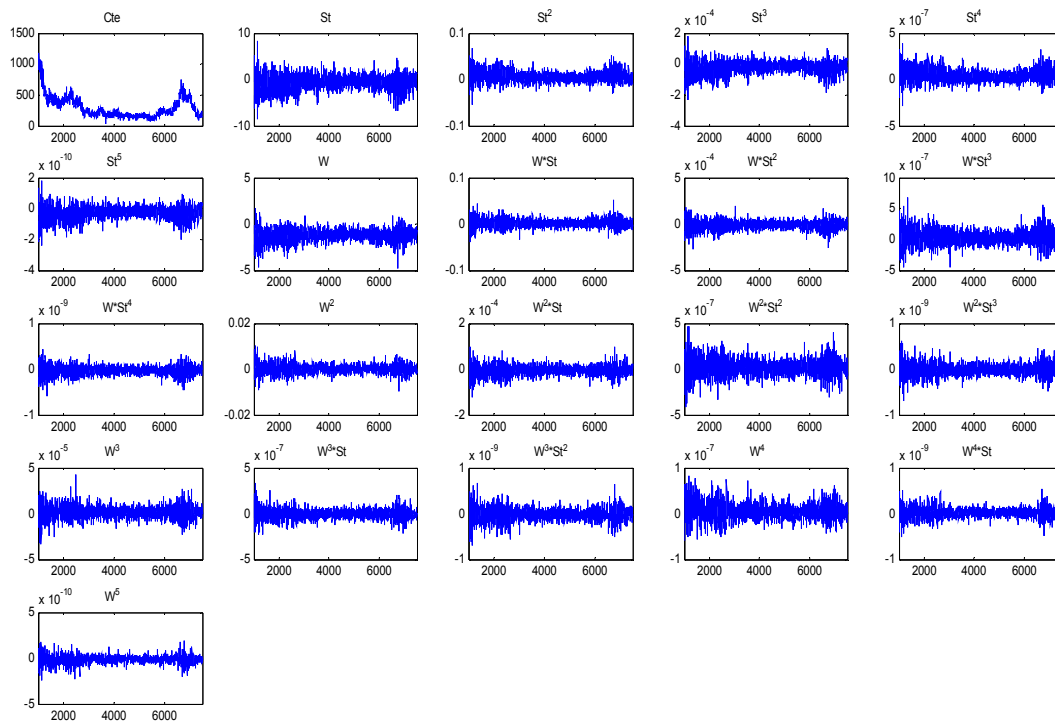 Cte St St² St³ St⁴
x 10⁻⁴ x 10⁻⁷
1500 10 0.1 2 4
1000 2
500 0 0 0 0
-2 -2
0 -10 -0.1 -4 -4
2000 4000 6000 2000 4000 6000 2000 4000 6000 2000 4000 6000 2000 4000 6000
St⁵ W W*St W*St² W*St³
x 10⁻¹⁰ x 10⁻⁴ x 10⁻⁷
2 5 0.1 5 10
0 0 0 0 5
-2 0
-4 -5 -0.1 -5 -5
2000 4000 6000 2000 4000 6000 2000 4000 6000 2000 4000 6000 2000 4000 6000
W*St⁴ W² W²*St W²*St² W²*St³
x 10⁻⁹ x 10⁻⁴ x 10⁻⁷ x 10⁻⁹
1 0.02 2 5 1
0 0 0 0 0
-1 -0.02 -2 -5 -1
2000 4000 6000 2000 4000 6000 2000 4000 6000 2000 4000 6000 2000 4000 6000
W³ W³*St W³*St² W⁴ W⁴*St
x 10⁻⁵ x 10⁻⁷ x 10⁻⁹ x 10⁻⁷ x 10⁻⁹
5 5 1 1 1
0 0 0 0 0
-5 -5 -1 -1 -1
2000 4000 6000 2000 4000 6000 2000 4000 6000 2000 4000 6000 2000 4000 6000
W⁵
x 10⁻¹⁰
5
0
-5
2000 4000 6000